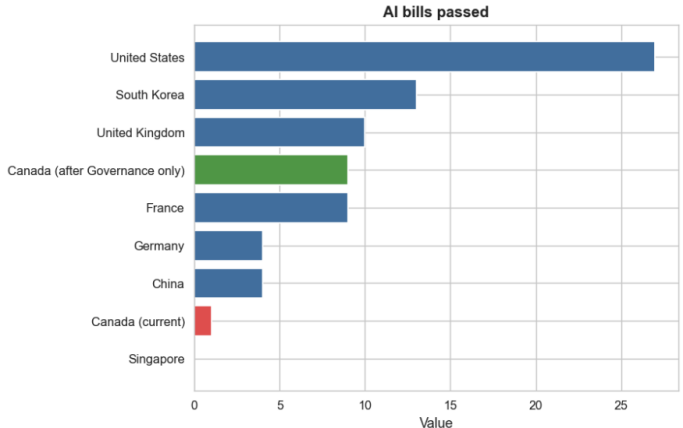 AI bills passed
United States
South Korea
United Kingdom
Canada (after Governance only)
France
Germany
China
Canada (current)
Singapore
0 5 10 15 20 25
Value